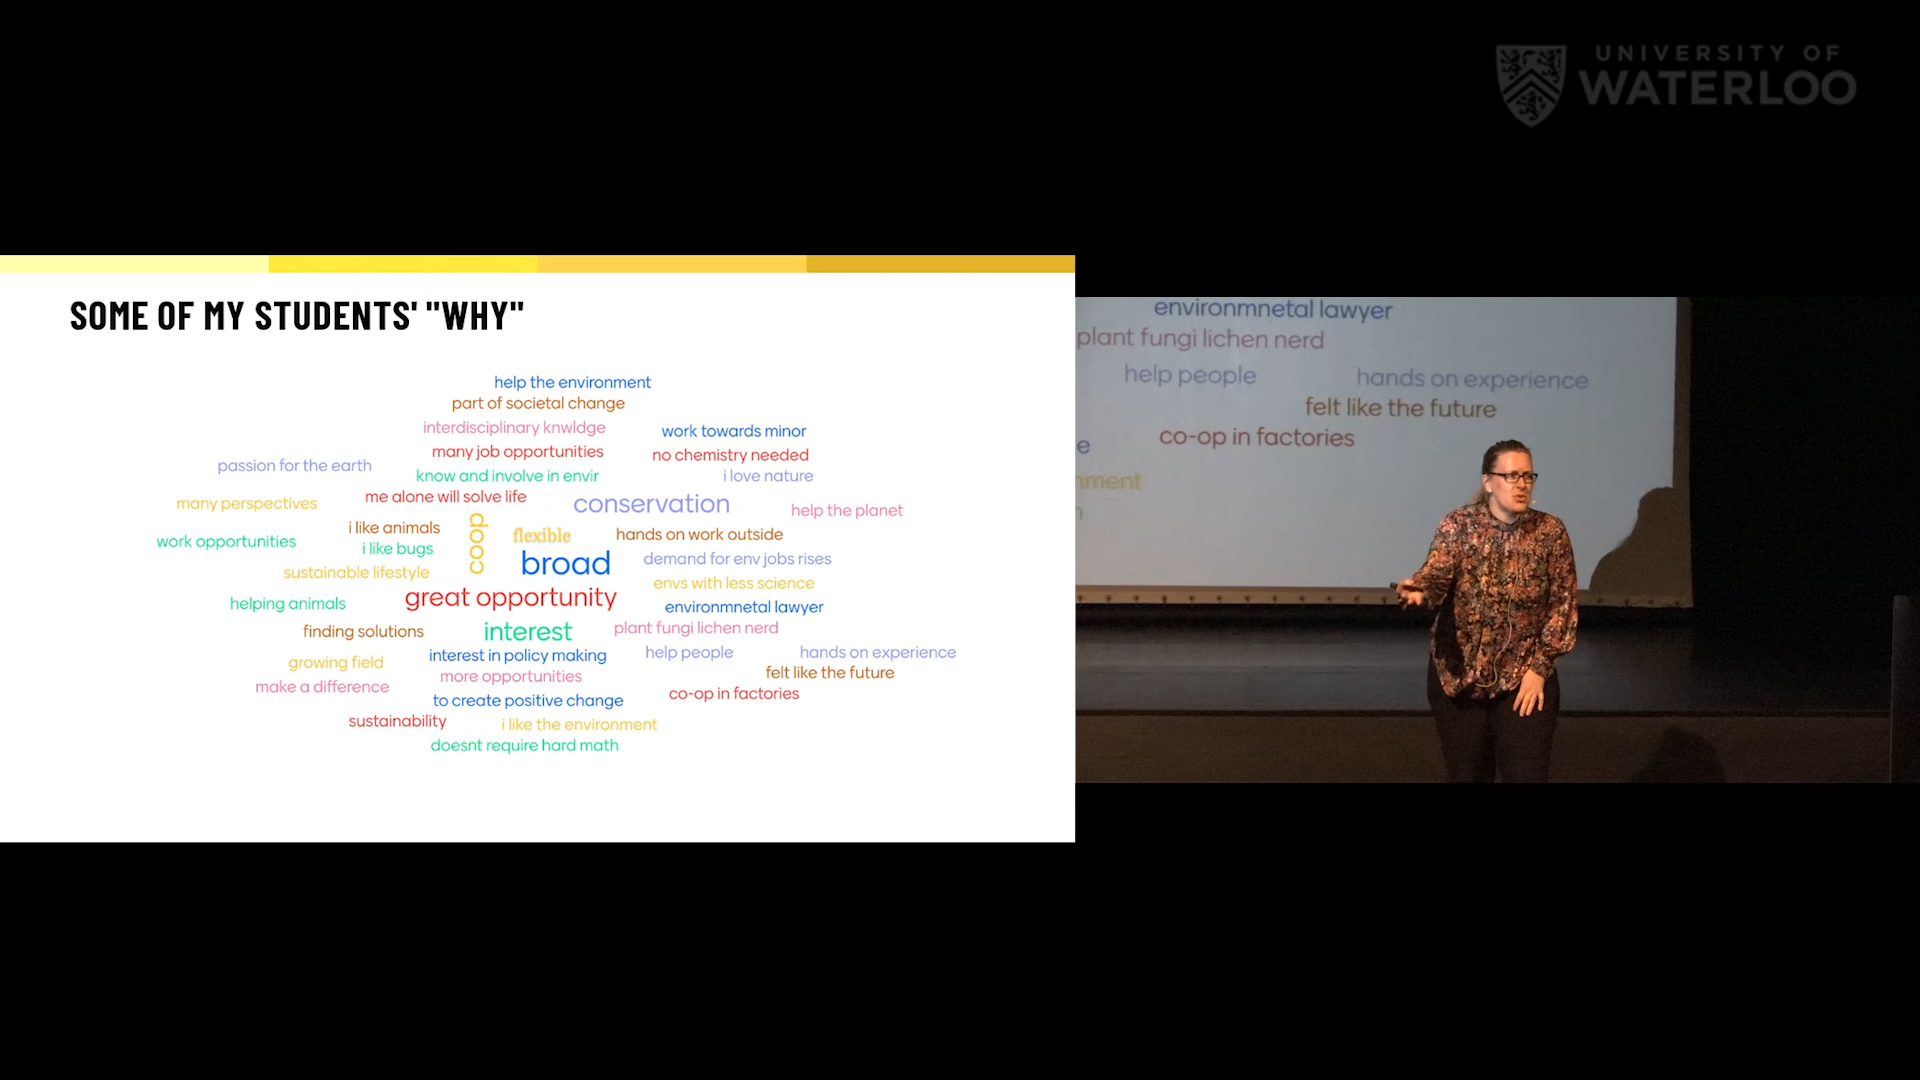 UNIVERSITY OF
WATERLOO
SOME OF MY STUDENTS' "WHY"
help the environment
part of societal change
interdisciplinary knwldge
work towards minor
many job opportunities
no chemistry needed
passion for the earth
know and involve in envir
i love nature
me alone will solve life
many perspectives
conservation
help the planet
i like animals
coop
flexible
hands on work outside
work opportunities
i like bugs
broad
demand for env jobs rises
sustainable lifestyle
envs with less science
helping animals
great opportunity
environmnetal lawyer
finding solutions
interest
plant fungi lichen nerd
interest in policy making
help people
hands on experience
growing field
more opportunities
felt like the future
make a difference
to create positive change
co-op in factories
sustainability
i like the environment
doesnt require hard math
environmnetal lawyer
plant fungi lichen nerd
help people
hands on experience
felt like the future
co-op in factories